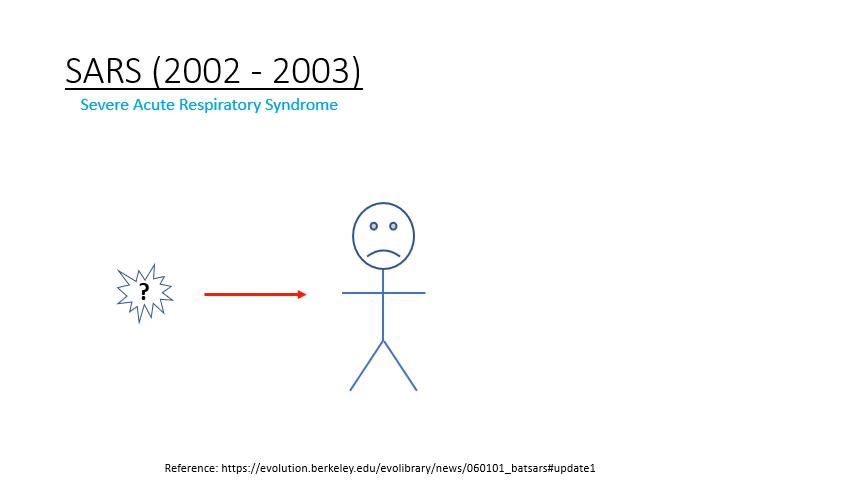 SARS (2002 - 2003)
Severe Acute Respiratory Syndrome
?
Reference: https://evolution.berkeley.edu/evolibrary/news/060101_batsars#update1